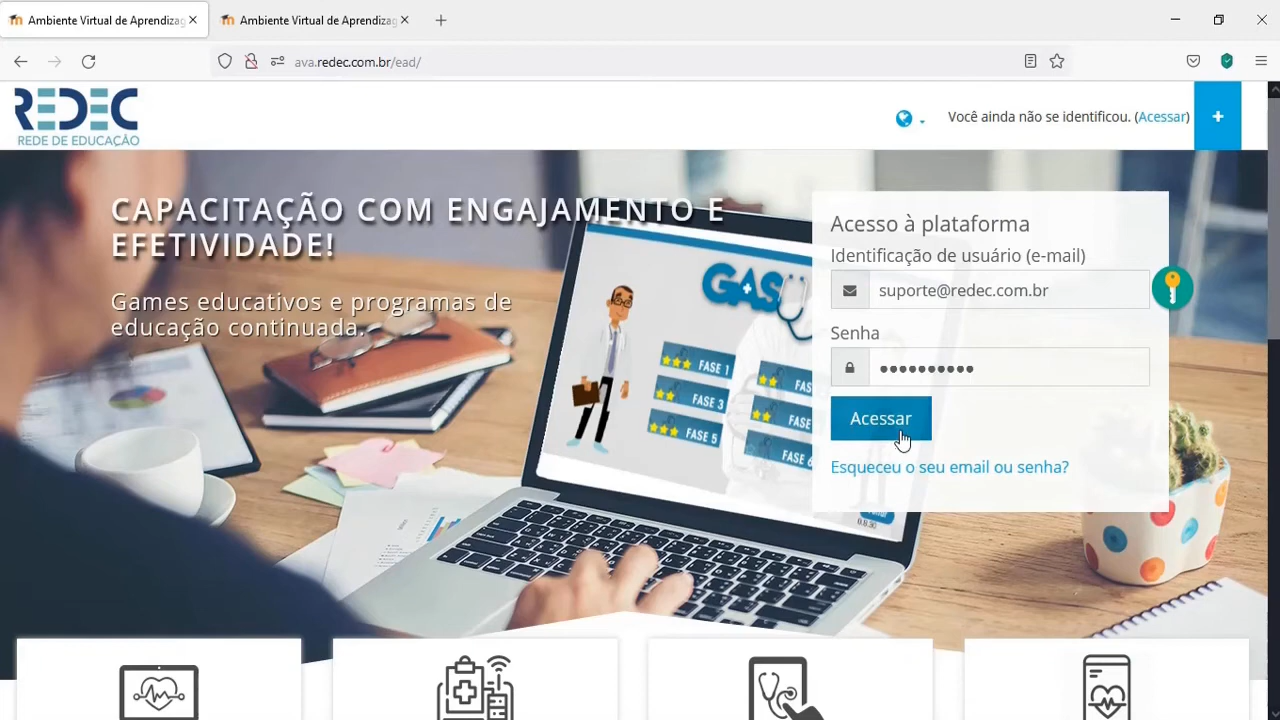 Ambiente Virtual de Aprendizag
Ambiente Virtual de Aprendizag
ava.redec.com.br/ead/
REDEC
REDE DE EDUCAÇÃO
Você ainda não se identificou. (Acessar)
CAPACITAÇÃO COM ENGAJAMENTO E
EFETIVIDADE!
Games educativos e programas de
educação continuada.
FASE 1
FASE 3
FASE 5
Acesso à plataforma
Identificação de usuário (e-mail)
suporte@redec.com.br
Senha
Acessar
Esqueceu o seu email ou senha?